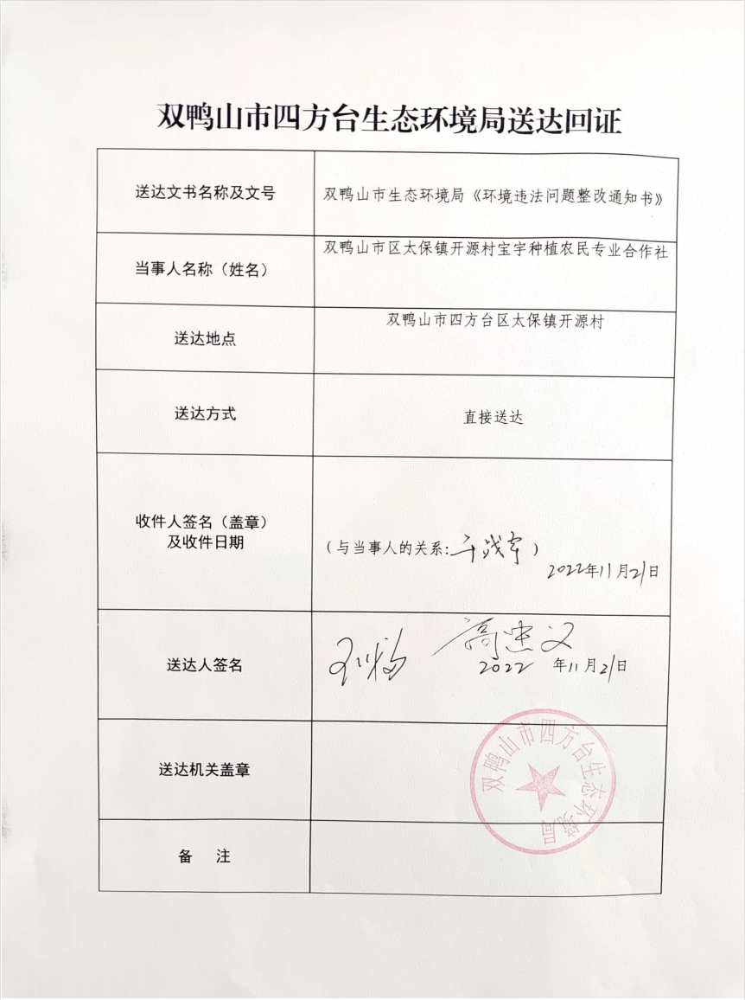 双鸭山市四方台生态环境局送达回证
送达文书名称及文号
双鸭山市生态环境局《环境违法问题整改通知书》
当事人名称（姓名）
双鸭山市区太保镇开源村宝宇种植农民专业合作社
送达地点
双鸭山市四方台区太保镇开源村
送达方式
直接送达
收件人签名（盖章）
及收件日期
（与当事人的关系: ）
2022年11月21日
送达人签名
高忠义
2022 年11月21日
送达机关盖章
双鸭山市四方台生态环境局
备 注